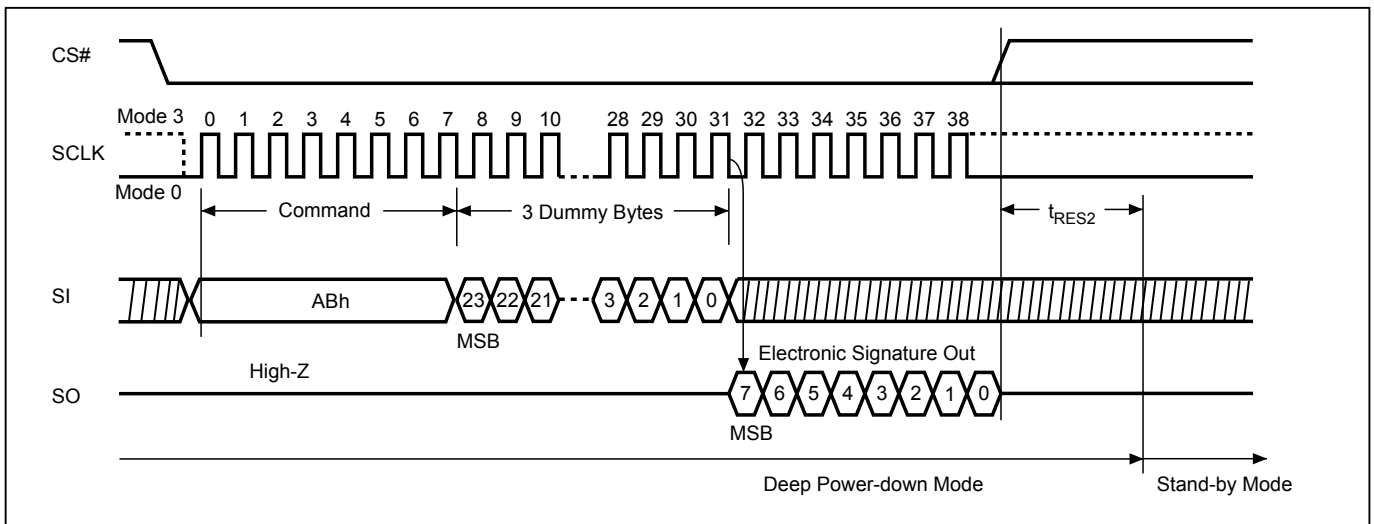 CS#
Mode 3
0 1 2 3 4 5 6 7 8 9 10 28 29 30 31 32 33 34 35 36 37 38
SCLK
Mode 0
Command
3 Dummy Bytes
tRES2
SI
ABh
23 22 21 3 2 1 0
MSB
Electronic Signature Out
High-Z
SO
7 6 5 4 3 2 1 0
MSB
Deep Power-down Mode
Stand-by Mode